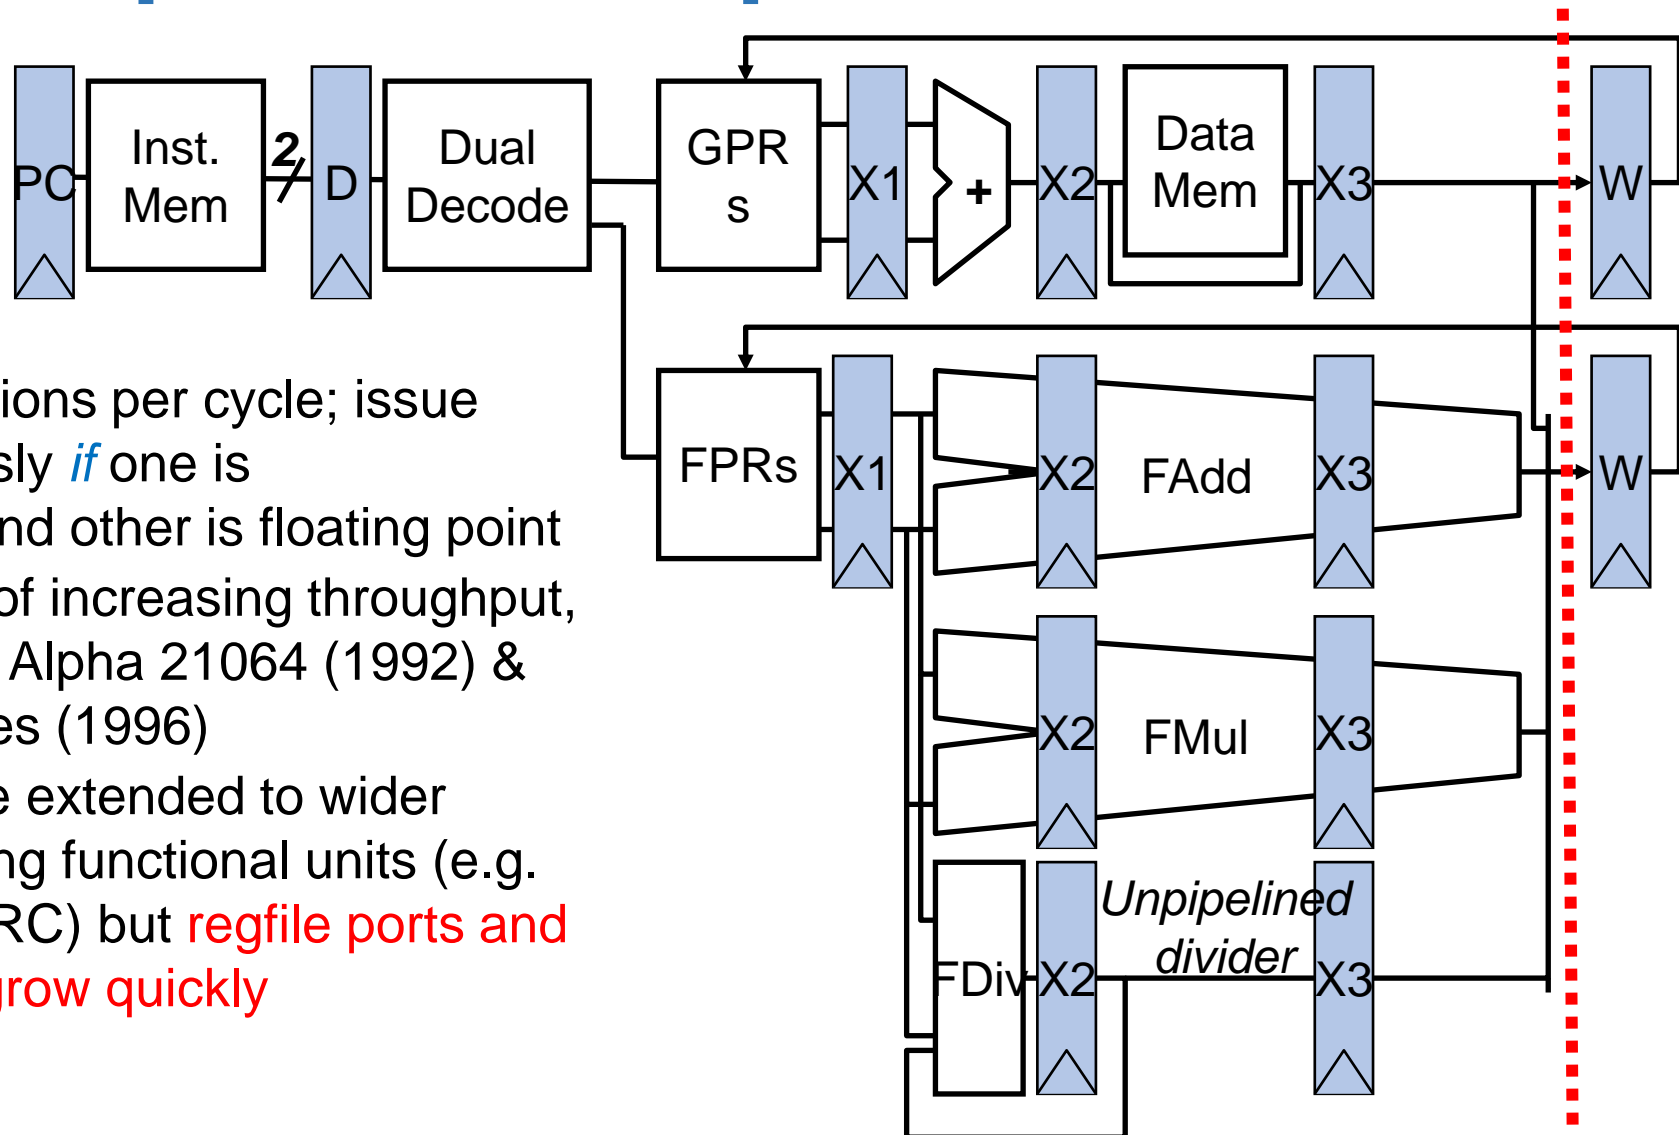 PC
Inst.
Mem
2
D
Dual
Decode
GPR
s
X1
+
X2
Data
Mem
X3
W
FPRs
X1
X2
FAdd
X3
W
X2
FMul
X3
FDiv
X2
Unpipelined
divider
X3
tions per cycle; issue
sly if one is
nd other is floating point
of increasing throughput,
Alpha 21064 (1992) &
es (1996)
e extended to wider
ng functional units (e.g.
RC) but regfile ports and
grow quickly